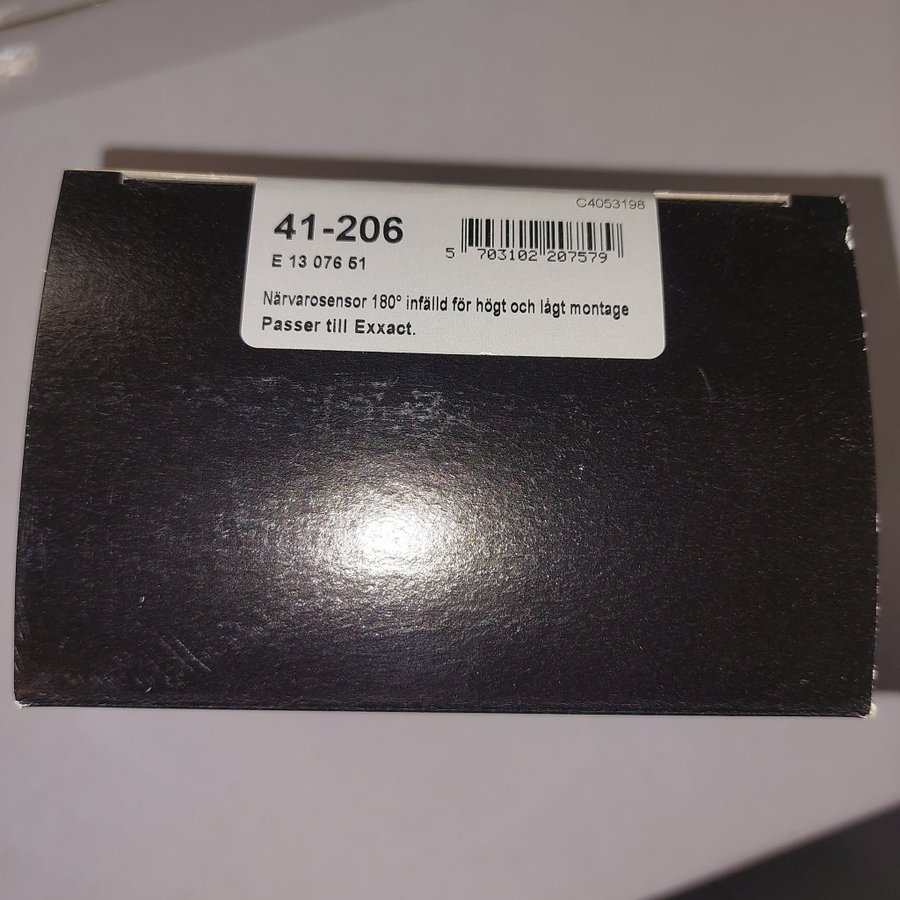 C4053198
41-206
E 13 076 51
5 703102 207579
Närvarosensor 180° infälld för högt och lågt montage
Passer till Exxact.